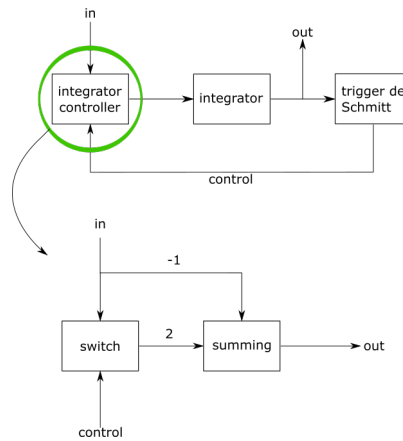 in
out
integrator
controller
integrator
trigger de
Schmitt
control
in
-1
switch
2
summing
out
control